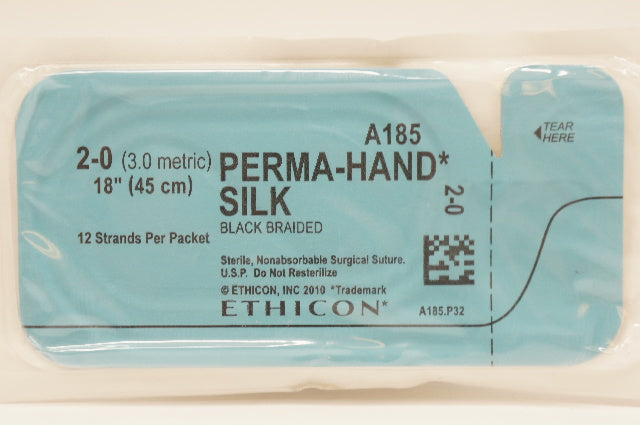 A185
2-0 (3.0 metric)
18" (45 cm)
PERMA-HAND*
SILK
BLACK BRAIDED
2-0
12 Strands Per Packet
Sterile, Nonabsorbable Surgical Suture.
U.S.P. Do Not Resterilize
© ETHICON, INC 2010 *Trademark
ETHICON*
A185.P32
TEAR
HERE